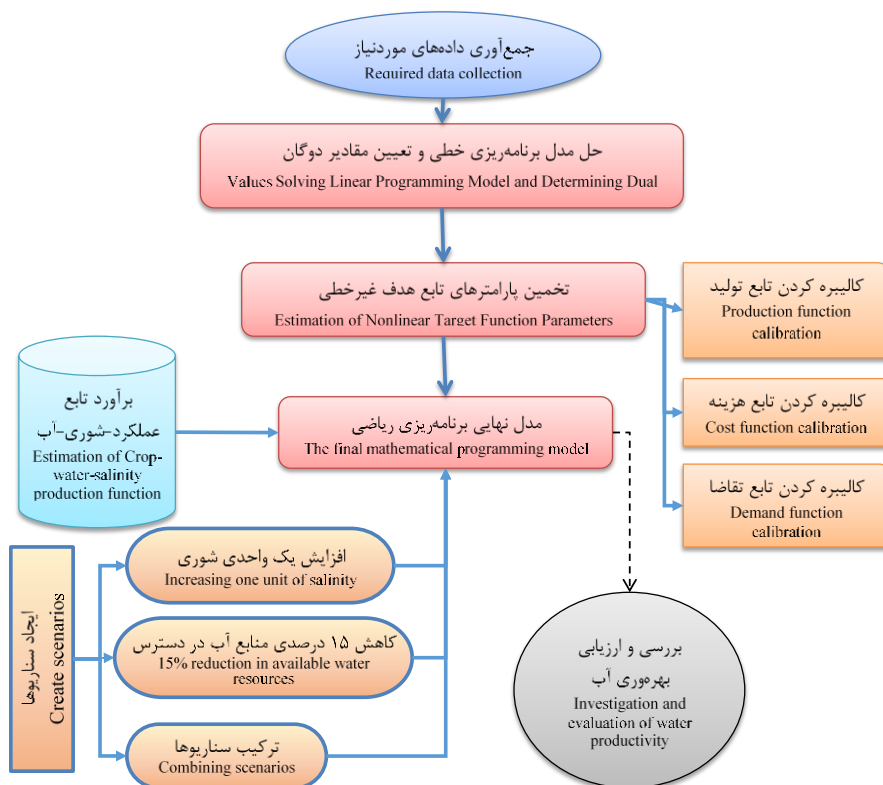 جمع‌آوری داده‌های موردنیاز
Required data collection
حل مدل برنامه‌ریزی خطی و تعیین مقادیر دوگان
Values Solving Linear Programming Model and Determining Dual
تخمین پارامترهای تابع هدف غیرخطی
Estimation of Nonlinear Target Function Parameters
کالیبره کردن تابع تولید
Production function
calibration
کالیبره کردن تابع هزینه
Cost function calibration
کالیبره کردن تابع تقاضا
Demand function
calibration
برآورد تابع
عملکرد-شوری-آب
Estimation of Crop-
water-salinity
production function
مدل نهایی برنامه‌ریزی ریاضی
The final mathematical programming model
ایجاد سناریوها
Create scenarios
افزایش یک واحدی شوری
Increasing one unit of salinity
کاهش ۱۵ درصدی منابع آب در دسترس
15% reduction in available water
resources
ترکیب سناریوها
Combining scenarios
بررسی و ارزیابی
بهره‌وری آب
Investigation and
evaluation of water
productivity